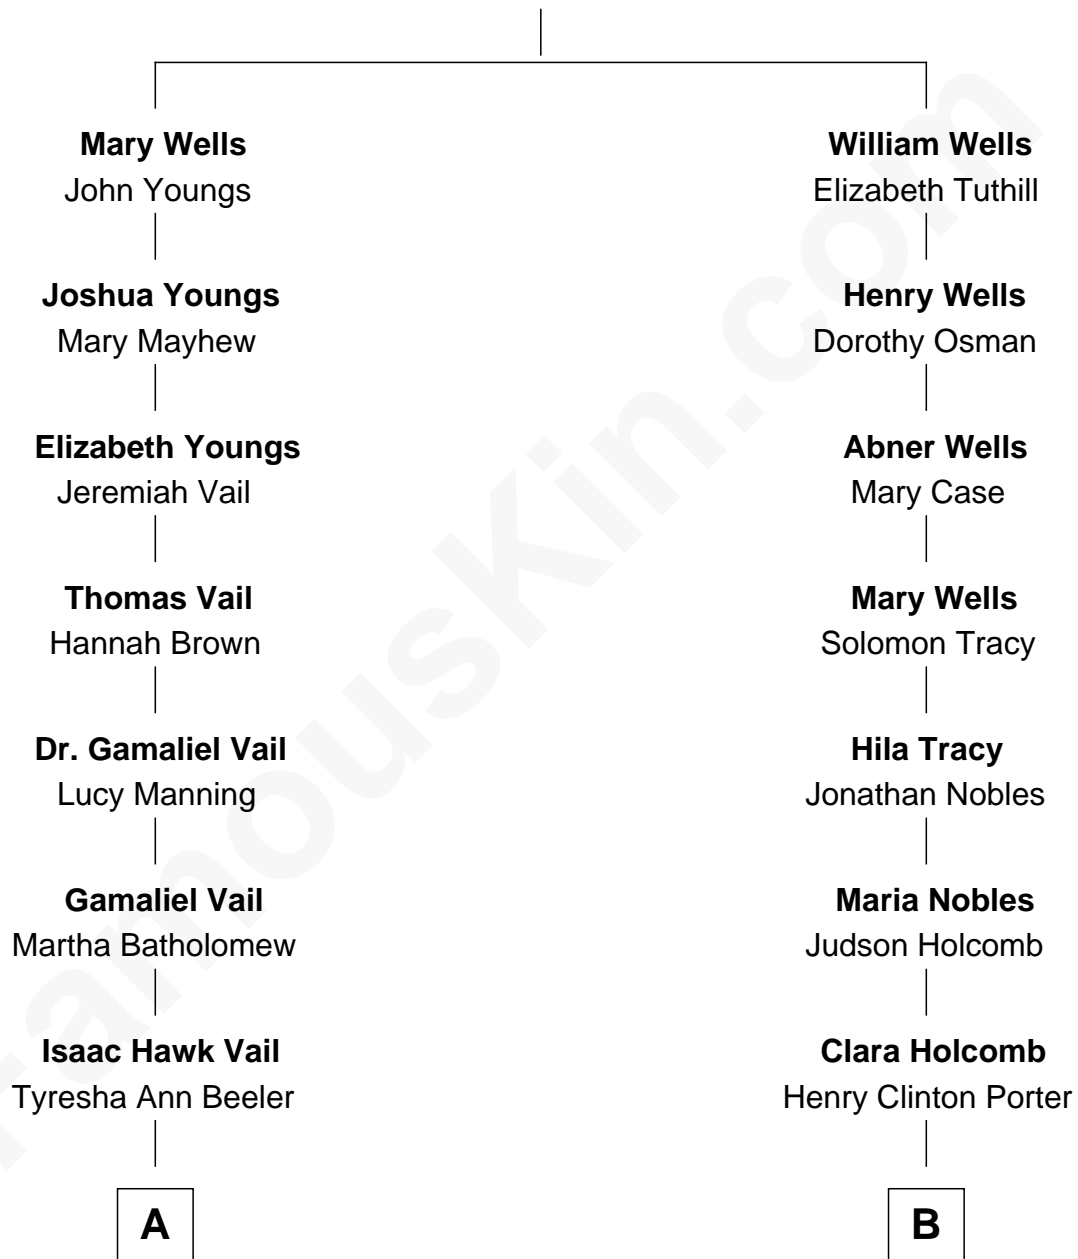 Mary Wells
John Youngs
Joshua Youngs
Mary Mayhew
Elizabeth Youngs
Jeremiah Vail
Thomas Vail
Hannah Brown
Dr. Gamaliel Vail
Lucy Manning
Gamaliel Vail
Martha Batholomew
Isaac Hawk Vail
Tyresha Ann Beeler
A
William Wells
Elizabeth Tuthill
Henry Wells
Dorothy Osman
Abner Wells
Mary Case
Mary Wells
Solomon Tracy
Hila Tracy
Jonathan Nobles
Maria Nobles
Judson Holcomb
Clara Holcomb
Henry Clinton Porter
B
FamousKin.com